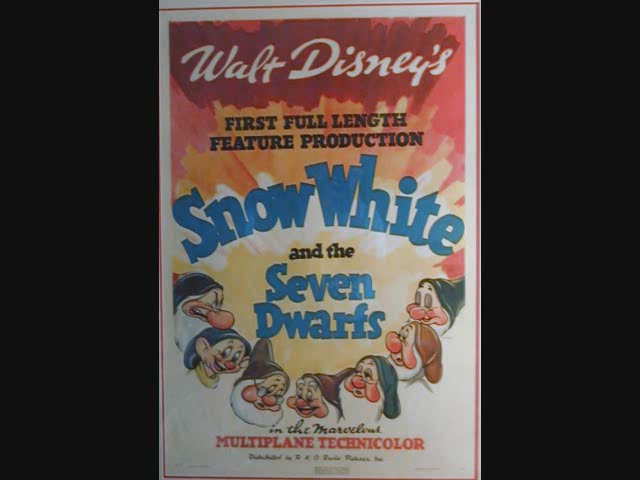 Walt Disney's
FIRST FULL LENGTH
FEATURE PRODUCTION
Snow White
and the
Seven
Dwarfs
in the Marvelous
MULTIPLANE TECHNICOLOR
Distributed by R K O Radio Pictures, Inc.